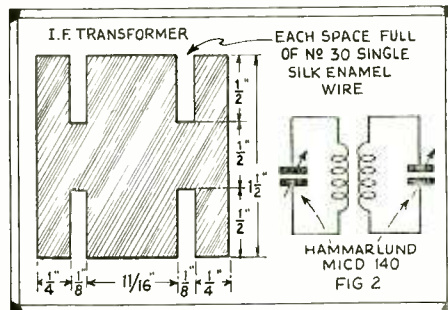 I.F. TRANSFORMER
EACH SPACE FULL
OF Nº 30 SINGLE
SILK ENAMEL
WIRE
1/2"
1/2"
1 1/2"
1/2"
1/4" 1/8" 11/16" 1/8" 1/4"
HAMMARLUND
MICD 140
FIG 2